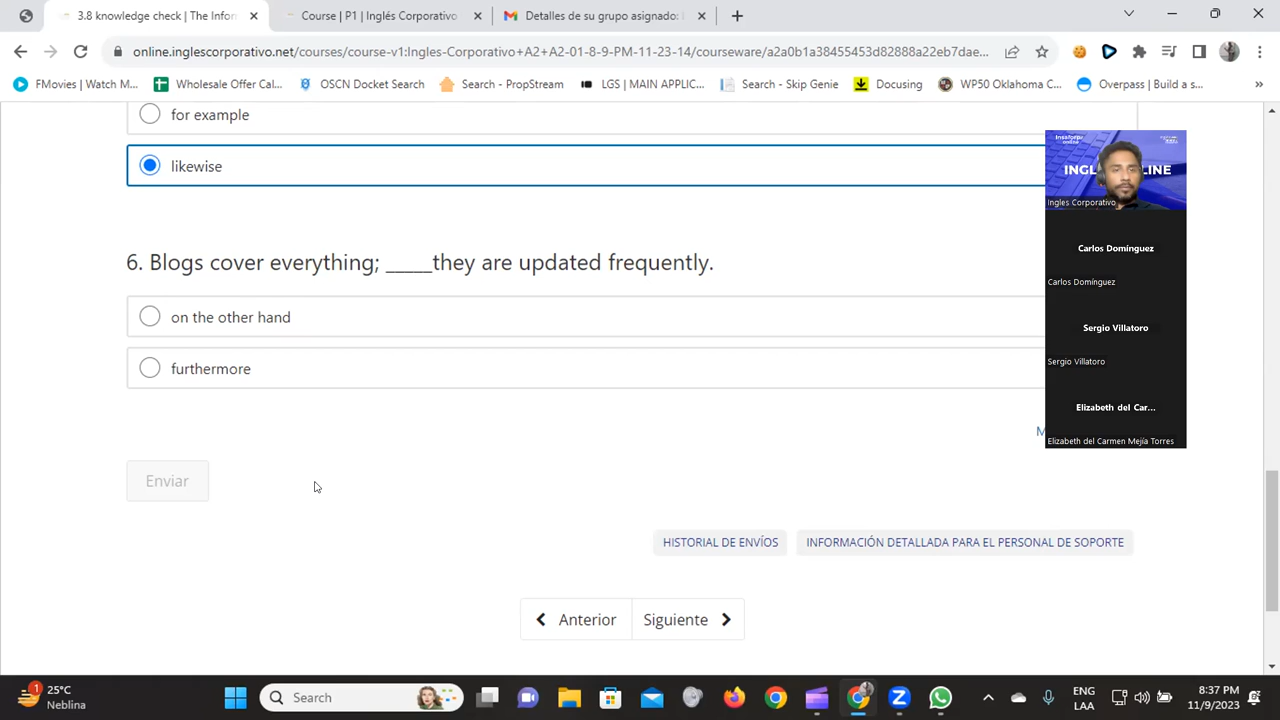 3.8 knowledge check | The Infor
Course | P1 | Inglés Corporativo
Detalles de su grupo asignado:
online.inglescorporativo.net/courses/course-v1:Ingles-Corporativo+A2+A2-01-8-9-PM-11-23-14/courseware/a2a0b1a38455453d82888a22eb7dae...
FMovies | Watch M...
Wholesale Offer Cal...
OSCN Docket Search
Search - PropStream
LGS | MAIN APPLIC...
Search - Skip Genie
Docusing
WP50 Oklahoma C...
Overpass | Build a s...
for example
likewise
INGL
LINE
Ingles Corporativo
Carlos Domínguez
Carlos Domínguez
6. Blogs cover everything; _____they are updated frequently.
on the other hand
Sergio Villatoro
Sergio Villatoro
furthermore
Elizabeth del Car...
M
Elizabeth del Carmen Mejía Torres
Enviar
HISTORIAL DE ENVÍOS
INFORMACIÓN DETALLADA PARA EL PERSONAL DE SOPORTE
Anterior
Siguiente
1
25°C
Neblina
Search
ENG
LAA
8:37 PM
11/9/2023